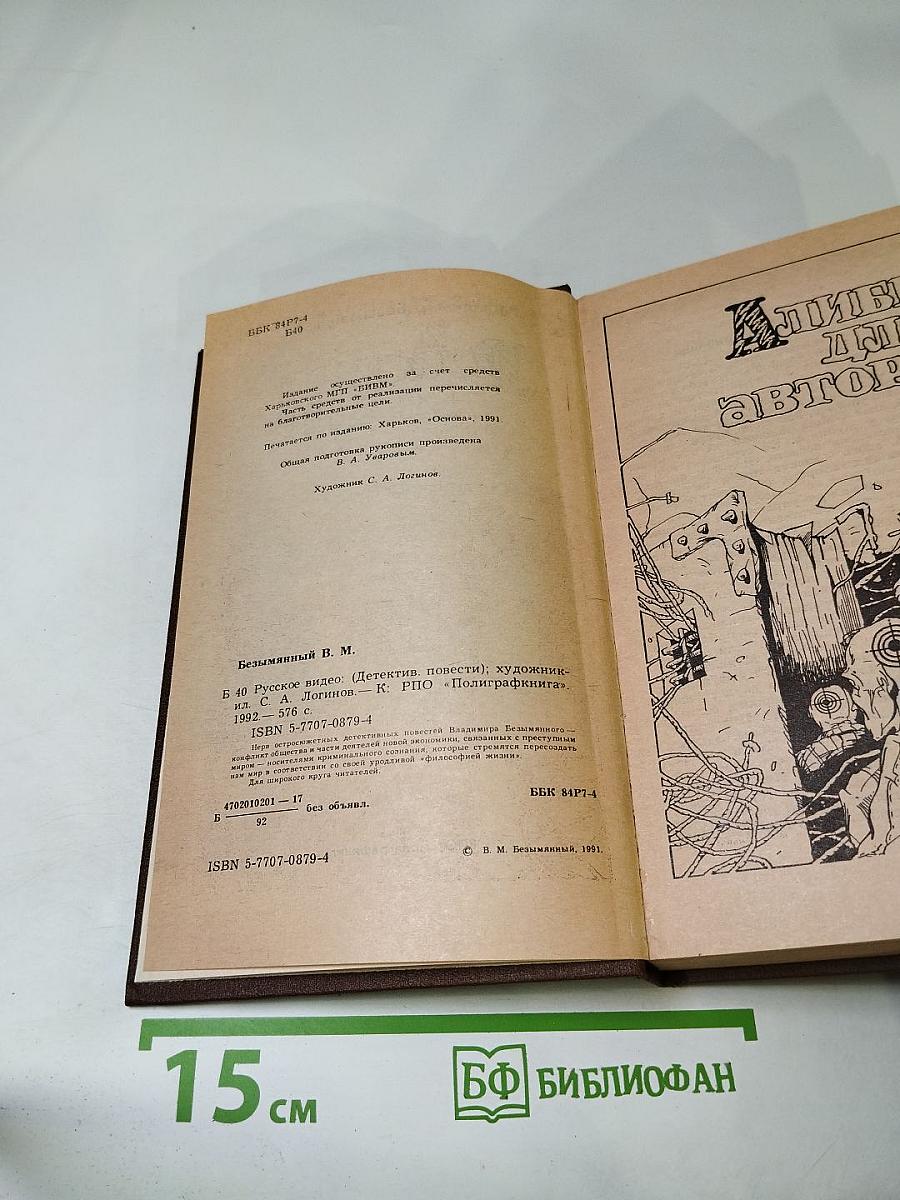 ББК 84Р7-4
Б40
Издание осуществлено за счет средств
Харьковского МГП «БИВМ».
Часть средств от реализации перечисляется
на благотворительные цели.
Печатается по изданию: Харьков, «Основа», 1991
Общая подготовка рукописи произведена
В. А. Уваровым.
Художник С. А. Логинов.
Безымянный В. М.
Б 40 Русское видео: (Детектив. повести); художник-
ил. С. А. Логинов.— К: РПО «Полиграфкнига».
1992.— 576 с.
ISBN 5-7707-0879-4
Нерв остросюжетных детективных повестей Владимира Безымянного —
конфликт общества и части деятелей новой экономики, связанных с преступным
миром — носителями криминального сознания, которые стремятся пересоздать
нам мир в соответствии со своей уродливой «философией жизни».
Для широкого круга читателей.
Б 4702010201 — 17
92
без объявл.
ББК 84Р7-4
ISBN 5-7707-0879-4
© В. М. Безымянный, 1991.
АЛИБ
ДЛ
АВТОР
15 см
БФ БИБЛИОФАН